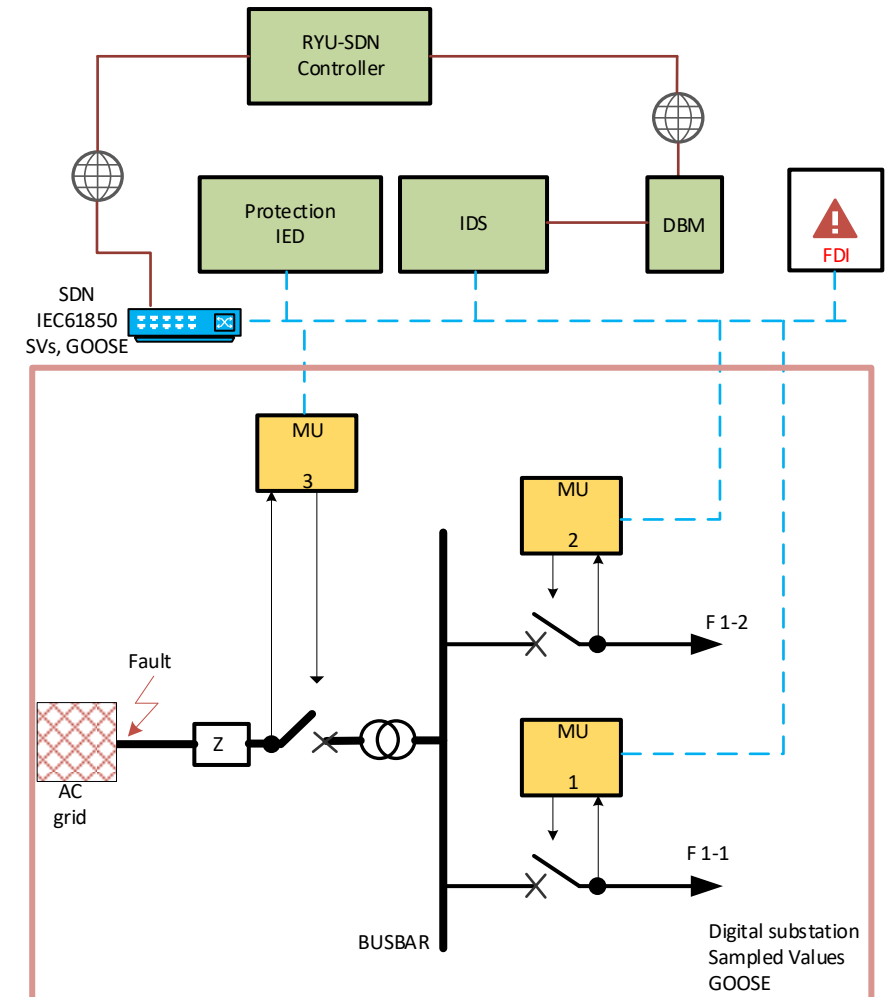 RYU-SDN
Controller
Protection
IED
IDS
DBM
FDI
SDN
IEC61850
SVs, GOOSE
MU
3
MU
2
F 1-2
Fault
Z
AC
grid
MU
1
F 1-1
BUSBAR
Digital substation
Sampled Values
GOOSE